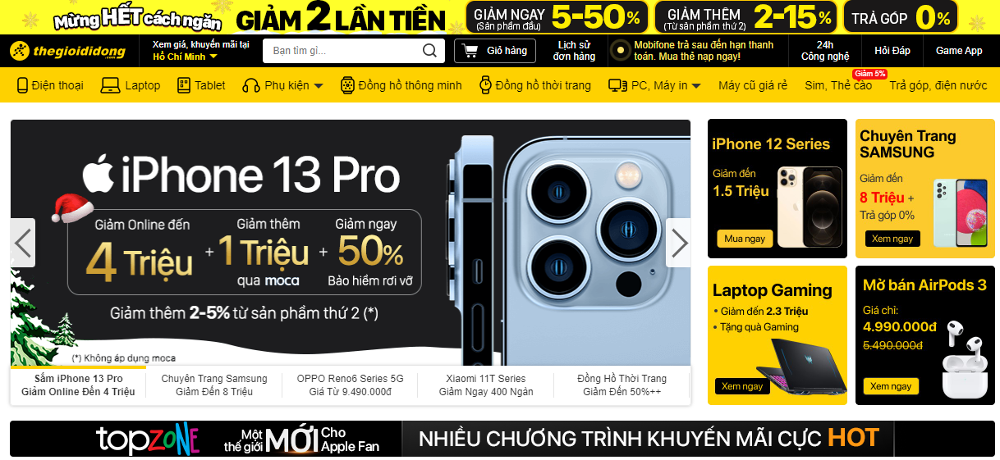 Mừng HẾT cách ngăn
GIẢM 2 LẦN TIỀN
GIẢM NGAY 5-50%
(Sản phẩm đầu)
GIẢM THÊM 2-15%
(Từ sản phẩm thứ 2)
TRẢ GÓP 0%
thegioididong
.com
Xem giá, khuyến mãi tại
Hồ Chí Minh
Bạn tìm gì...
Giỏ hàng
Lịch sử
đơn hàng
Mobifone trả sau đến hạn thanh
toán. Mua thẻ nạp ngay!
24h
Công nghệ
Hỏi Đáp
Game App
Điện thoại
Laptop
Tablet
Phụ kiện
Đồng hồ thông minh
Đồng hồ thời trang
PC, Máy in
Máy cũ giá rẻ
Giảm 5%
Sim, Thẻ cào
Trả góp, điện nước
iPhone 13 Pro
Giảm Online đến
4 Triệu
+
Giảm thêm
1 Triệu
qua moca
+
Giảm ngay
50%
Bảo hiểm rơi vỡ
Giảm thêm 2-5% từ sản phẩm thứ 2 (*)
(*) Không áp dụng moca
Sắm iPhone 13 Pro
Giảm Online Đến 4 Triệu
Chuyên Trang Samsung
Giảm Đến 8 Triệu
OPPO Reno6 Series 5G
Giá Từ 9.490.000đ
Xiaomi 11T Series
Giảm Ngay 400 Ngàn
Đồng Hồ Thời Trang
Giảm Đến 50%++
iPhone 12 Series
Giảm đến
1.5 Triệu
Mua ngay
Chuyên Trang
SAMSUNG
Giảm đến
8 Triệu +
Trả góp 0%
Xem ngay
Laptop Gaming
• Giảm đến 2.3 Triệu
• Tặng quà Gaming
Xem ngay
Mở bán AirPods 3
Giá chỉ:
4.990.000đ
5.490.000đ
Xem ngay
topZONE
Một
thế giới
MỚI
Cho
Apple Fan
NHIỀU CHƯƠNG TRÌNH KHUYẾN MÃI CỰC HOT